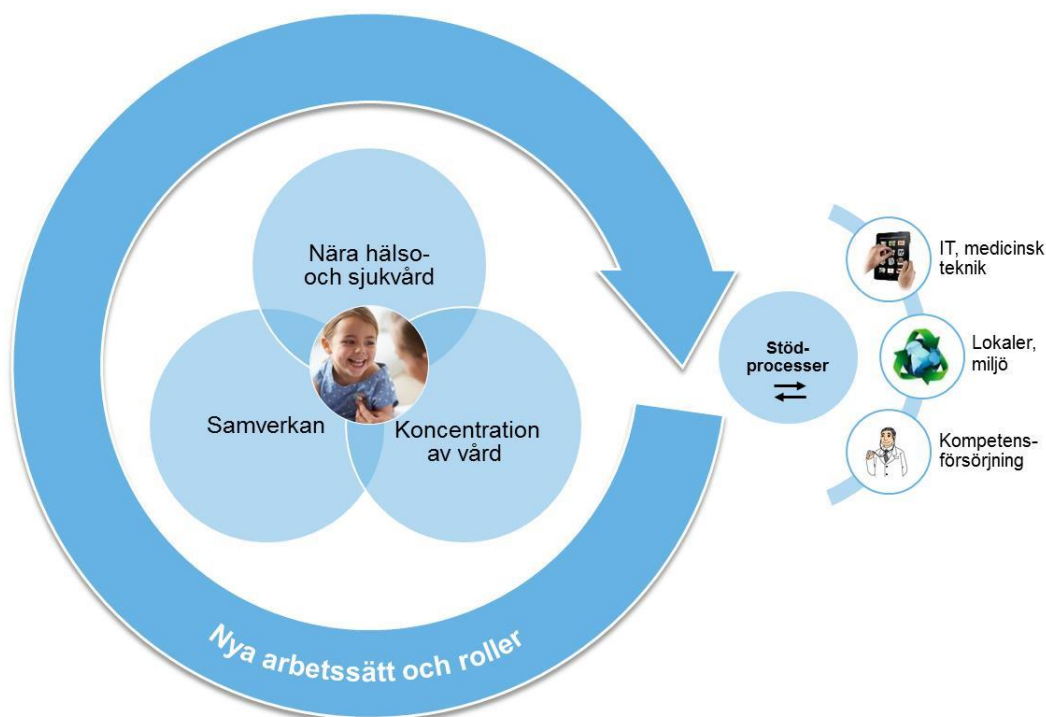 Nära hälso-
och sjukvård
Samverkan
Koncentration
av vård
Nya arbetssätt och roller
Stöd-
processer
IT, medicinsk
teknik
Lokaler,
miljö
Kompetens-
försörjning